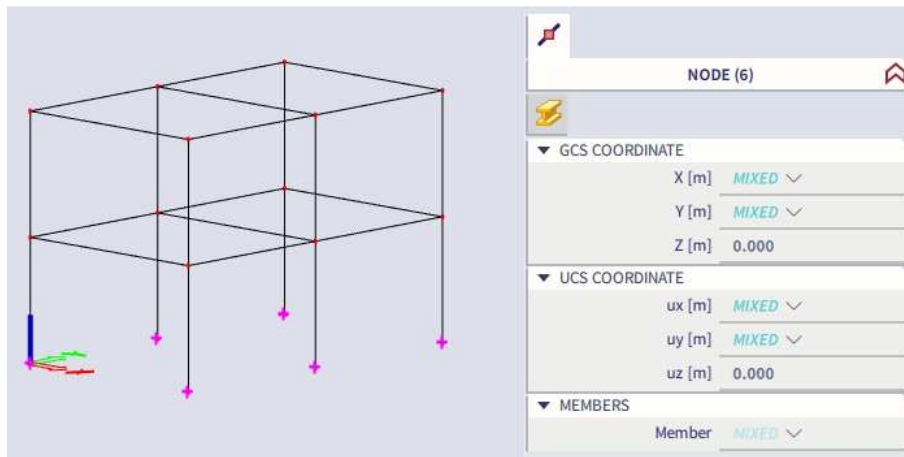 NODE (6)
GCS COORDINATE
X [m] MIXED
Y [m] MIXED
Z [m] 0.000
UCS COORDINATE
ux [m] MIXED
uy [m] MIXED
uz [m] 0.000
MEMBERS
Member MIXED